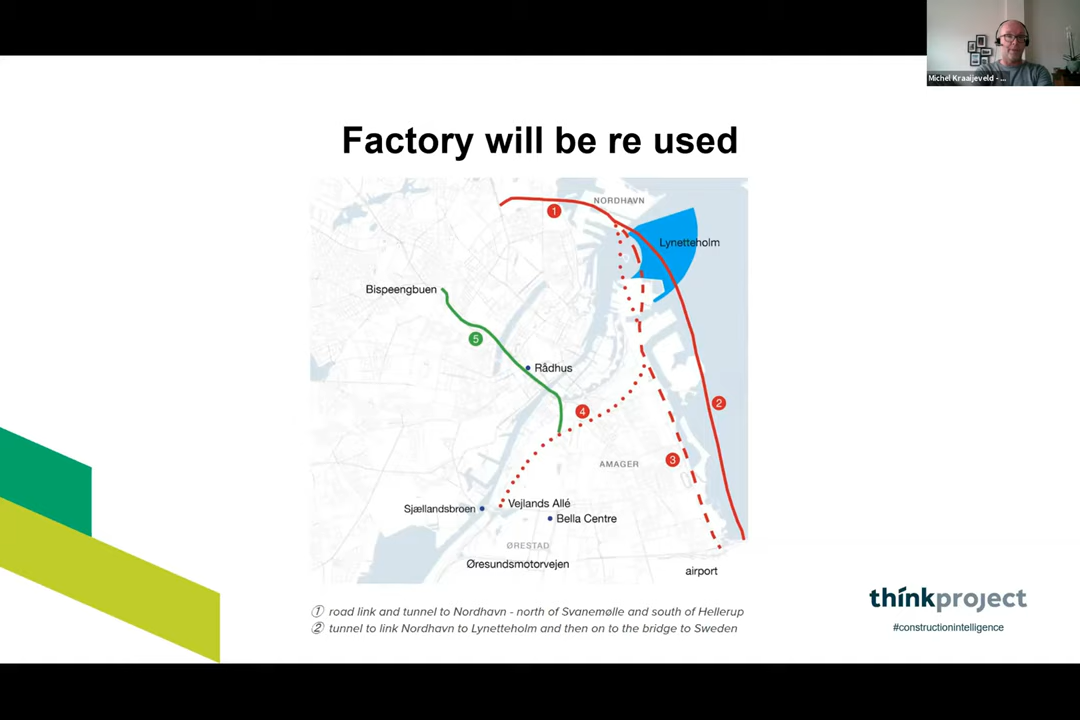 Michel Kraaijeveld - ...
Factory will be re used
NORDHAVN
1
Lynetteholm
Bispeengbuen
5
Rådhus
4
2
AMAGER
3
Sjællandsbroen
Vejlands Allé
Bella Centre
ØRESTAD
Øresundsmotorvejen
airport
① road link and tunnel to Nordhavn - north of Svanemølle and south of Hellerup
② tunnel to link Nordhavn to Lynetteholm and then on to the bridge to Sweden
thinkproject
#constructionintelligence